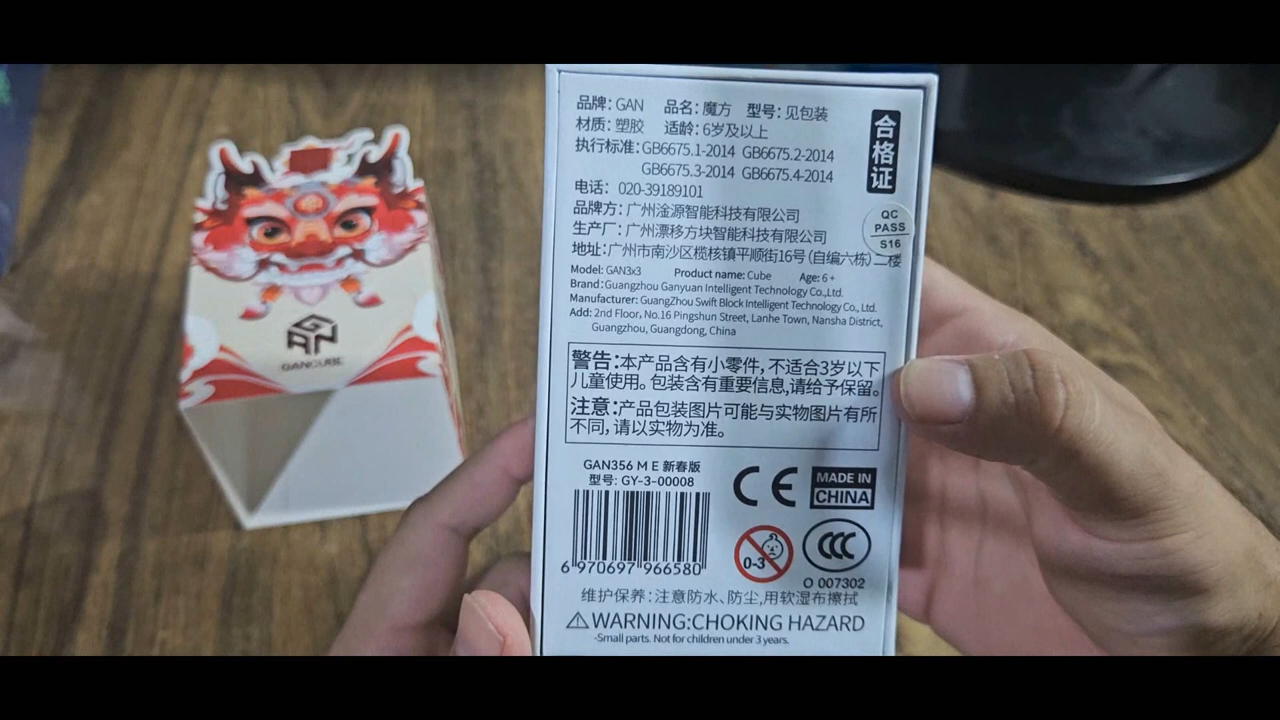 GAN
GANCUBE
品牌: GAN 品名: 魔方 型号: 见包装
材质: 塑胶 适龄: 6岁及以上
执行标准: GB6675.1-2014 GB6675.2-2014
GB6675.3-2014 GB6675.4-2014
电话: 020-39189101
品牌方: 广州淦源智能科技有限公司
生产厂: 广州漂移方块智能科技有限公司
地址: 广州市南沙区榄核镇平顺街16号(自编六栋)二楼
合格证
QC
PASS
S16
Model: GAN3x3 Product name: Cube Age: 6+
Brand: Guangzhou Ganyuan Intelligent Technology Co.,Ltd.
Manufacturer: GuangZhou Swift Block Intelligent Technology Co., Ltd.
Add: 2nd Floor, No.16 Pingshun Street, Lanhe Town, Nansha District,
Guangzhou, Guangdong, China
警告:本产品含有小零件,不适合3岁以下
儿童使用。包装含有重要信息,请给予保留。
注意:产品包装图片可能与实物图片有所
不同,请以实物为准。
GAN356 M E 新春版
型号: GY-3-00008
6 970697 966580
CE
MADE IN
CHINA
0-3
CCC
O 007302
维护保养:注意防水、防尘,用软湿布擦拭
WARNING:CHOKING HAZARD
-Small parts. Not for children under 3 years.